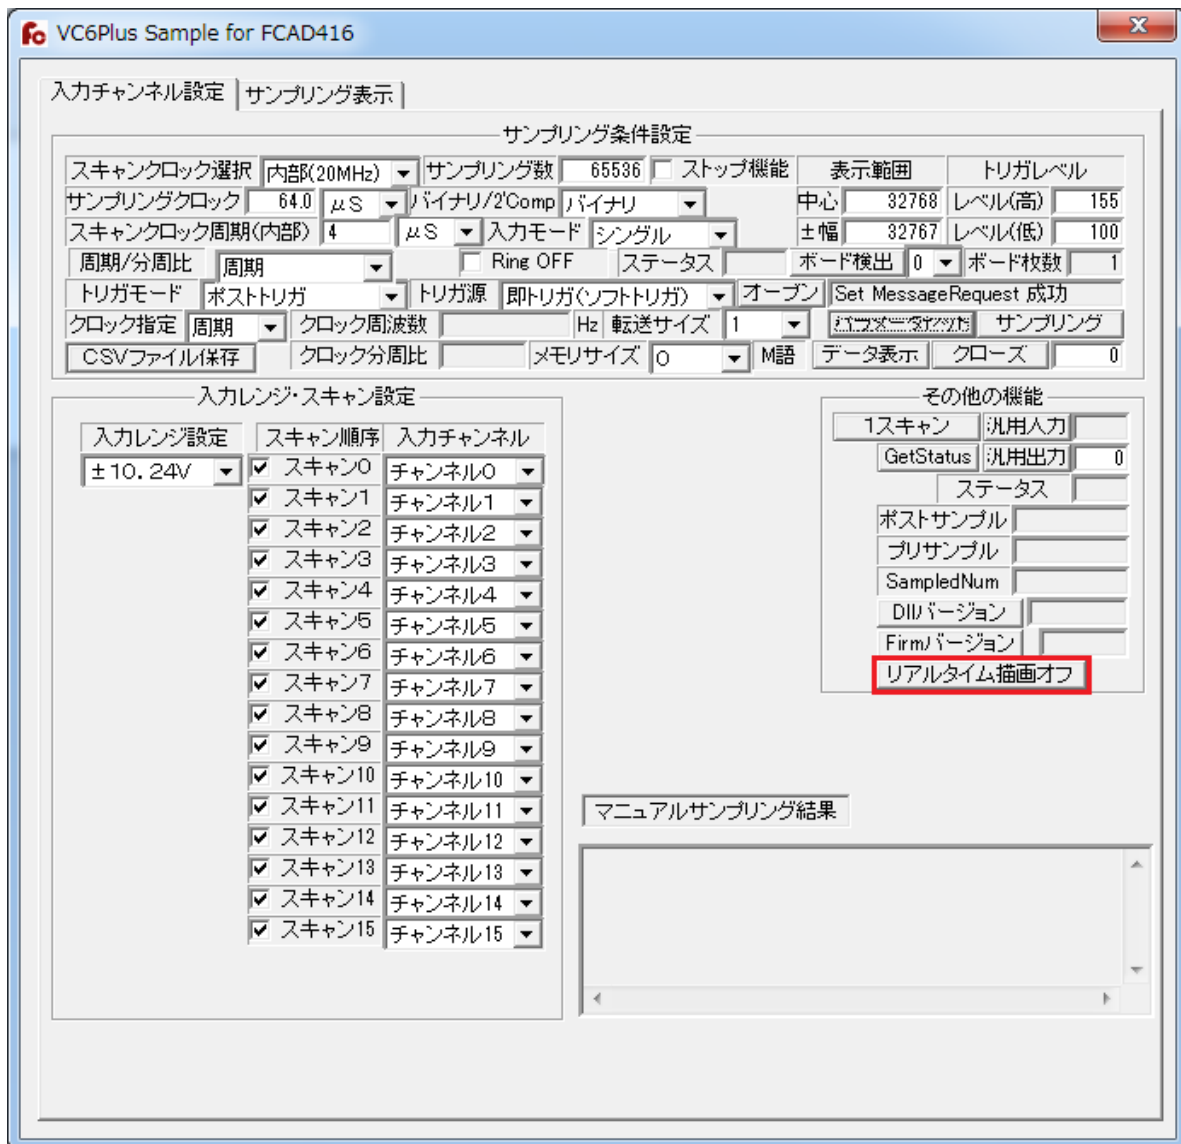 VC6Plus Sample for FCAD416
入力チャンネル設定 サンプリング表示
サンプリング条件設定
スキャンクロック選択 内部(20MHz) サンプリング数 65536 ストップ機能 表示範囲 トリガレベル
サンプリングクロック 64.0 μS バイナリ/2'Comp バイナリ 中心 32768 レベル(高) 155
スキャンクロック周期(内部) 4 μS 入力モード シングル ±幅 32767 レベル(低) 100
周期/分周比 周期 Ring OFF ステータス ボード検出 0 ボード枚数 1
トリガモード ポストトリガ トリガ源 即トリガ(ソフトトリガ) オープン Set MessageRequest 成功
クロック指定 周期 クロック周波数 Hz 転送サイズ 1 サンプリング
CSVファイル保存 クロック分周比 メモリサイズ 0 M語 データ表示 クローズ 0
入力レンジ・スキャン設定 その他の機能
入力レンジ設定 スキャン順序 入力チャンネル 1スキャン 汎用入力
±10.24V スキャン0 チャンネル0 GetStatus 汎用出力 0
スキャン1 チャンネル1 ステータス
スキャン2 チャンネル2 ポストサンプル
スキャン3 チャンネル3 プリサンプル
スキャン4 チャンネル4 SampledNum
スキャン5 チャンネル5 Dllバージョン
スキャン6 チャンネル6 Firmバージョン
スキャン7 チャンネル7 リアルタイム描画オフ
スキャン8 チャンネル8
スキャン9 チャンネル9
スキャン10 チャンネル10
スキャン11 チャンネル11 マニュアルサンプリング結果
スキャン12 チャンネル12
スキャン13 チャンネル13
スキャン14 チャンネル14
スキャン15 チャンネル15